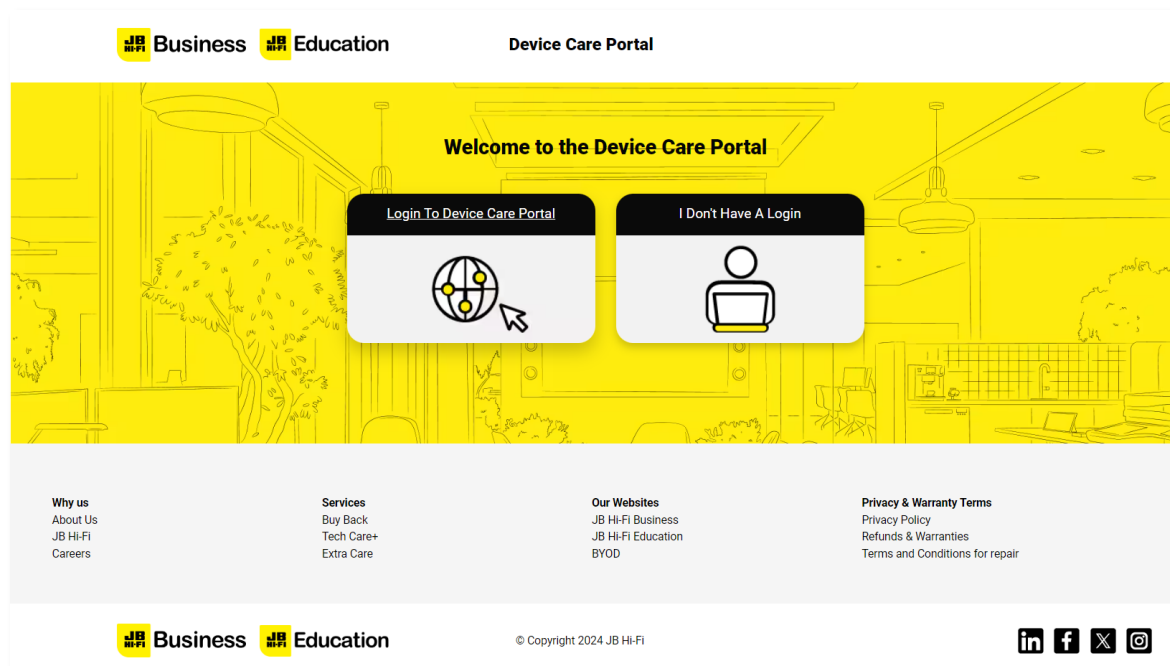 JB HI-FI Business JB HI-FI Education
Device Care Portal
Welcome to the Device Care Portal
Login To Device Care Portal
I Don't Have A Login
Why us
About Us
JB Hi-Fi
Careers
Services
Buy Back
Tech Care+
Extra Care
Our Websites
JB Hi-Fi Business
JB Hi-Fi Education
BYOD
Privacy & Warranty Terms
Privacy Policy
Refunds & Warranties
Terms and Conditions for repair
JB HI-FI Business JB HI-FI Education
© Copyright 2024 JB Hi-Fi
in f X